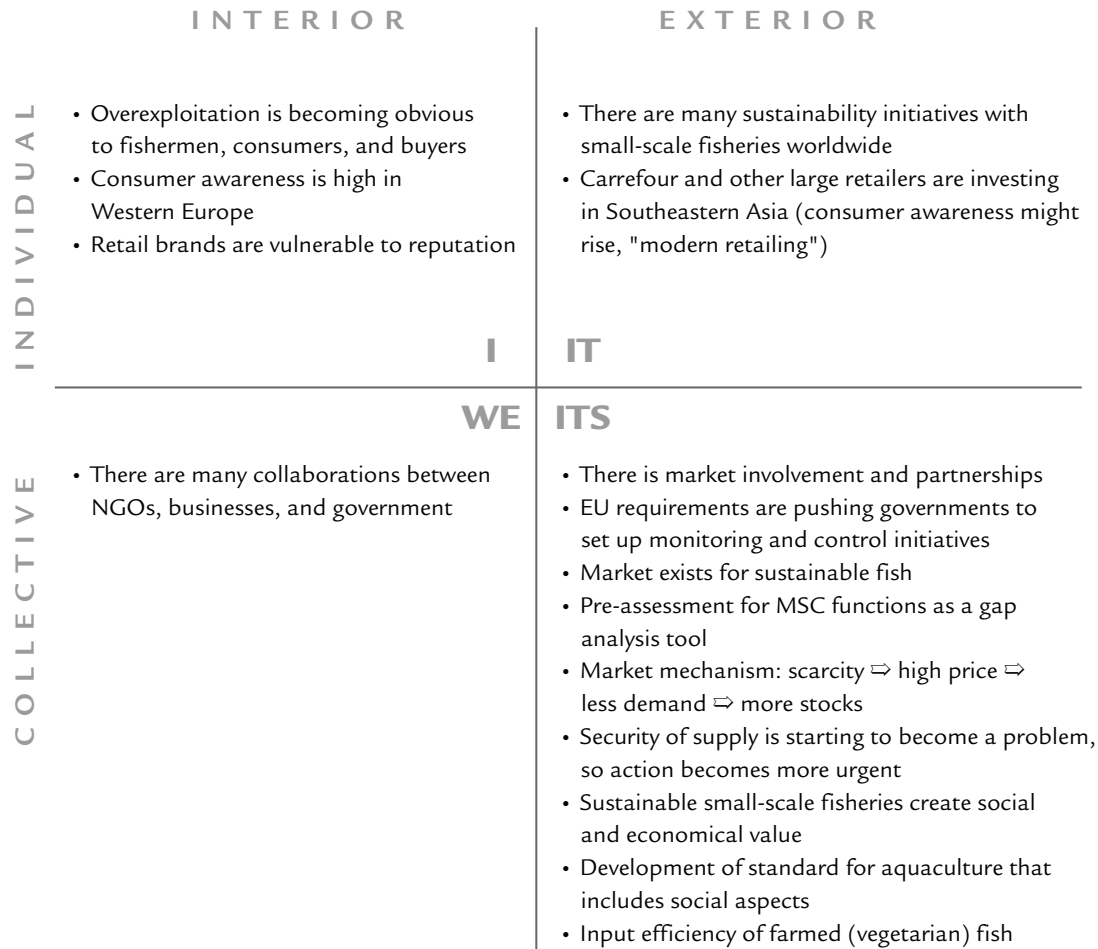 INTERIOR
EXTERIOR
INDIVIDUAL
• Overexploitation is becoming obvious
to fishermen, consumers, and buyers
• Consumer awareness is high in
Western Europe
• Retail brands are vulnerable to reputation
• There are many sustainability initiatives with
small-scale fisheries worldwide
• Carrefour and other large retailers are investing
in Southeastern Asia (consumer awareness might
rise, "modern retailing")
I
IT
WE
ITS
COLLECTIVE
• There are many collaborations between
NGOs, businesses, and government
• There is market involvement and partnerships
• EU requirements are pushing governments to
set up monitoring and control initiatives
• Market exists for sustainable fish
• Pre-assessment for MSC functions as a gap
analysis tool
• Market mechanism: scarcity ⇨ high price ⇨
less demand ⇨ more stocks
• Security of supply is starting to become a problem,
so action becomes more urgent
• Sustainable small-scale fisheries create social
and economical value
• Development of standard for aquaculture that
includes social aspects
• Input efficiency of farmed (vegetarian) fish